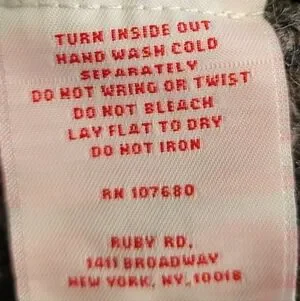 TURN INSIDE OUT
HAND WASH COLD
SEPARATELY
DO NOT WRING OR TWIST
DO NOT BLEACH
LAY FLAT TO DRY
DO NOT IRON
RN 107680
RUBY RD.
1411 BROADWAY
NEW YORK, NY. 10018